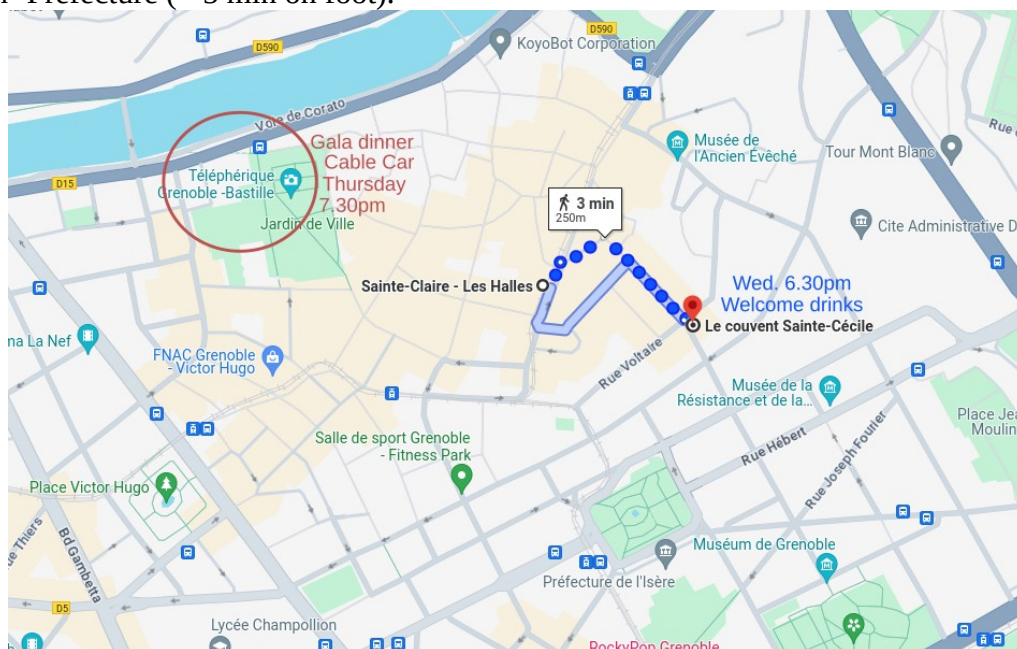 Préfecture (~ 5 min on foot).
D590
D590
KoyoBot Corporation
Voie de Corato
Gala dinner
Cable Car
Thursday
7.30pm
Téléphérique
Grenoble -Bastille
D15
Jardin de Ville
Musée de
l'Ancien Évêché
Tour Mont Blanc
Rue
Cite Administrative D
3 min
250m
Sainte-Claire - Les Halles
Wed. 6.30pm
Welcome drinks
Le couvent Sainte-Cécile
ma La Nef
FNAC Grenoble
- Victor Hugo
Rue Voltaire
Musée de la
Résistance et de la...
Place Jea
Moulin
Salle de sport Grenoble
- Fitness Park
Rue Hébert
Rue Joseph Fourier
Place Victor Hugo
ue Thiers
Bd Gambetta
Muséum de Grenoble
Préfecture de l'Isère
D5
Lycée Champollion
RockyPop Grenoble